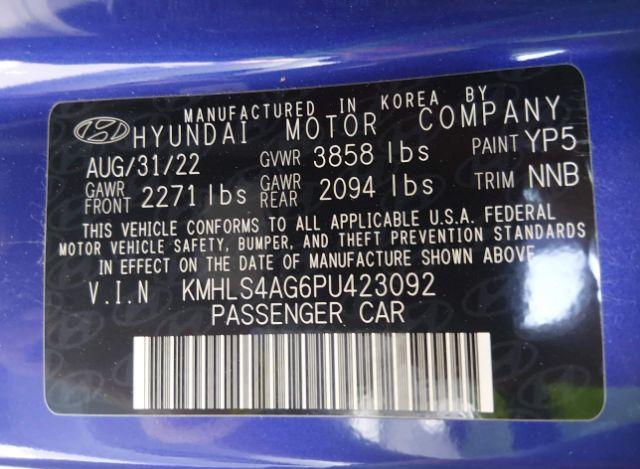 MANUFACTURED IN KOREA BY
HYUNDAI MOTOR COMPANY
AUG/31/22 GVWR 3858 lbs PAINT YP5
GAWR FRONT 2271 lbs GAWR REAR 2094 lbs TRIM NNB
THIS VEHICLE CONFORMS TO ALL APPLICABLE U.S.A. FEDERAL
MOTOR VEHICLE SAFETY, BUMPER, AND THEFT PREVENTION STANDARDS
IN EFFECT ON THE DATE OF MANUFACTURE SHOWN ABOVE.
V.I.N KMHLS4AG6PU423092
PASSENGER CAR